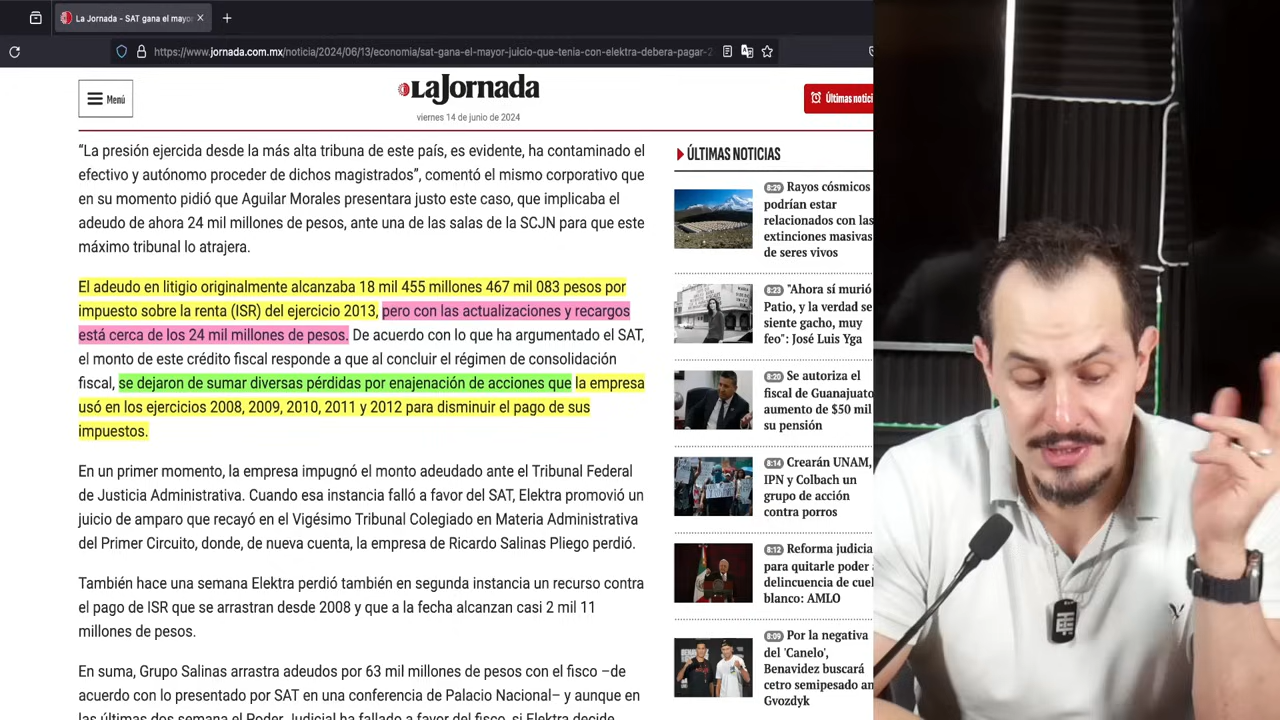 La Jornada - SAT gana el mayo
https://www.jornada.com.mx/noticia/2024/06/13/economia/sat-gana-el-mayor-juicio-que-tenia-con-elektra-debera-pagar-2
Menú
LaJornada
viernes 14 de junio de 2024
Últimas notici
“La presión ejercida desde la más alta tribuna de este país, es evidente, ha contaminado el
efectivo y autónomo proceder de dichos magistrados”, comentó el mismo corporativo que
en su momento pidió que Aguilar Morales presentara justo este caso, que implicaba el
adeudo de ahora 24 mil millones de pesos, ante una de las salas de la SCJN para que este
máximo tribunal lo atrajera.
El adeudo en litigio originalmente alcanzaba 18 mil 455 millones 467 mil 083 pesos por
impuesto sobre la renta (ISR) del ejercicio 2013, pero con las actualizaciones y recargos
está cerca de los 24 mil millones de pesos. De acuerdo con lo que ha argumentado el SAT,
el monto de este crédito fiscal responde a que al concluir el régimen de consolidación
fiscal, se dejaron de sumar diversas pérdidas por enajenación de acciones que la empresa
usó en los ejercicios 2008, 2009, 2010, 2011 y 2012 para disminuir el pago de sus
impuestos.
En un primer momento, la empresa impugnó el monto adeudado ante el Tribunal Federal
de Justicia Administrativa. Cuando esa instancia falló a favor del SAT, Elektra promovió un
juicio de amparo que recayó en el Vigésimo Tribunal Colegiado en Materia Administrativa
del Primer Circuito, donde, de nueva cuenta, la empresa de Ricardo Salinas Pliego perdió.
También hace una semana Elektra perdió también en segunda instancia un recurso contra
el pago de ISR que se arrastran desde 2008 y que a la fecha alcanzan casi 2 mil 11
millones de pesos.
En suma, Grupo Salinas arrastra adeudos por 63 mil millones de pesos con el fisco –de
acuerdo con lo presentado por SAT en una conferencia de Palacio Nacional– y aunque en
las últimas dos semana el Poder Judicial ha fallado a favor del fisco, si Elektra decide
ÚLTIMAS NOTICIAS
8:29 Rayos cósmicos
podrían estar
relacionados con las
extinciones masivas
de seres vivos
8:23 "Ahora sí murió
Patio, y la verdad se
siente gacho, muy
feo": José Luis Yga
8:20 Se autoriza el
fiscal de Guanajuato
aumento de $50 mil
su pensión
8:14 Crearán UNAM,
IPN y Colbach un
grupo de acción
contra porros
8:12 Reforma judicia
para quitarle poder a
delincuencia de cuel
blanco: AMLO
8:09 Por la negativa
del 'Canelo',
Benavidez buscará
cetro semipesado an
Gvozdyk